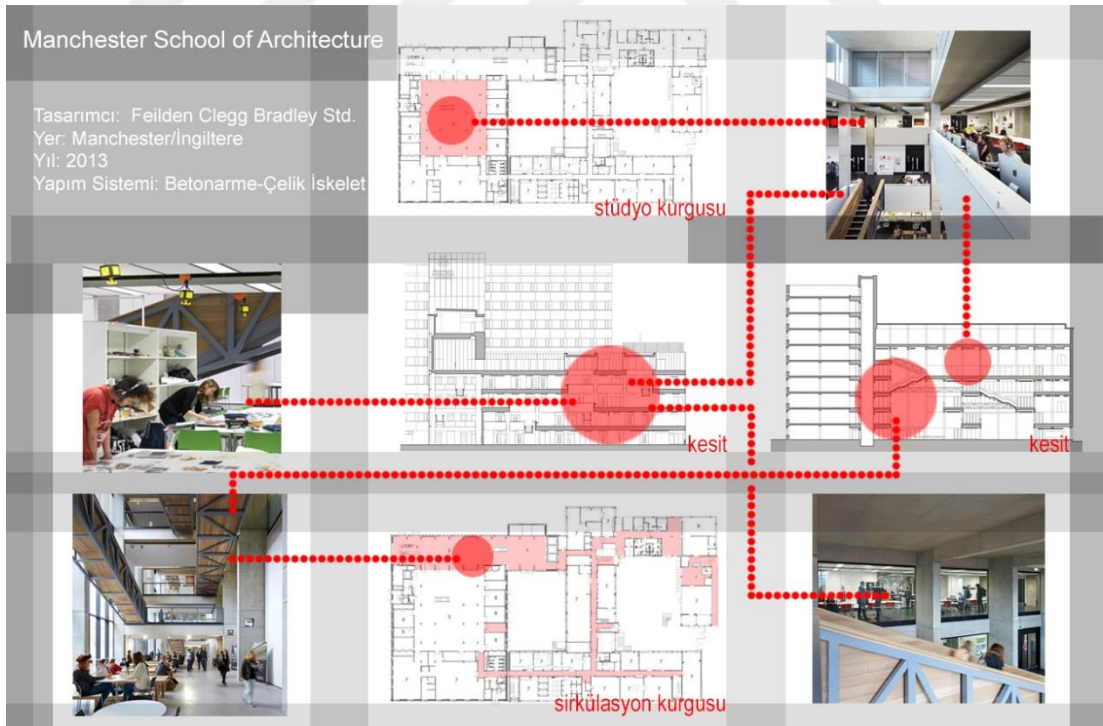 Manchester School of Architecture
Tasarımcı: Feilden Clegg Bradley Std.
Yer: Manchester/İngiltere
Yıl: 2013
Yapım Sistemi: Betonarme-Çelik İskelet
stüdyo kurgusu
kesit
kesit
sirkülasyon kurgusu